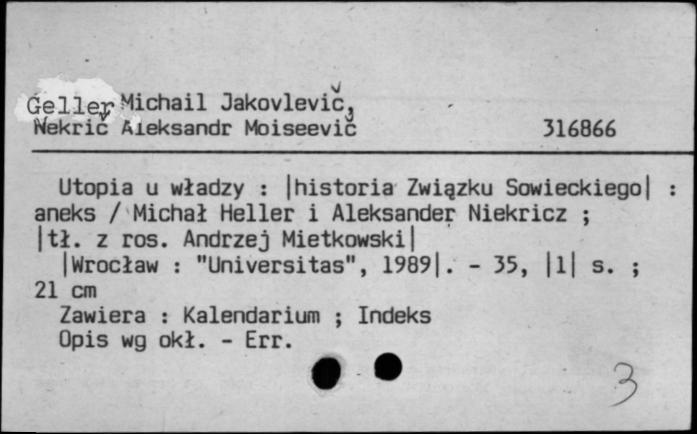 Geller Michail Jakovlevič,
Nekrič Aleksandr Moiseevič 316866
Utopia u władzy : |historia Związku Sowieckiego| :
aneks / Michał Heller i Aleksander Niekricz ;
|tł. z ros. Andrzej Mietkowski|
|Wrocław : "Universitas", 1989|. - 35, |1| s. ;
21 cm
Zawiera : Kalendarium ; Indeks
Opis wg okł. - Err.
3